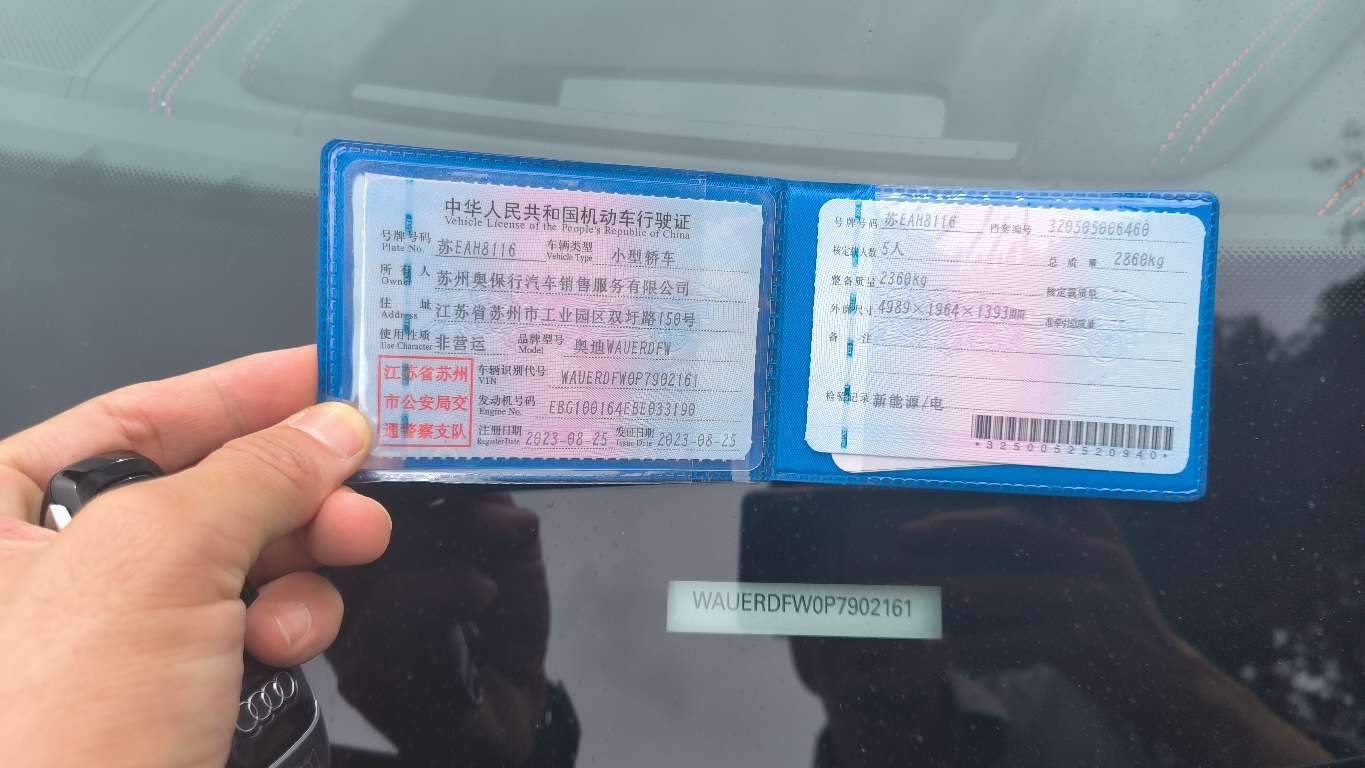 中华人民共和国机动车行驶证
Vehicle License of the People's Republic of China
号牌号码 苏EAH8116 车辆类型 小型轿车
Plate No. Vehicle Type
所有人 苏州奥保行汽车销售服务有限公司
Owner
住址 江苏省苏州市工业园区双圩路150号
Address
使用性质 非营运 品牌型号 奥迪WAUERDFW
Use Character Model
江苏省苏州
市公安局交
通警察支队
车辆识别代号 WAUERDFW0P7902161
VIN
发动机号码 EBG100164EBE033190
Engine No.
注册日期 2023-08-25 发证日期 2023-08-25
Register Date Issue Date
号牌号码 苏EAH8116 档案编号 320505006460
核定载人数 5人 总质量 2860kg
整备质量 2360kg 核定载质量 --
外廓尺寸 4989×1964×1393mm 准牵引总质量 --
备注
检验记录 新能源/电
*3250052520940*
WAUERDFW0P7902161